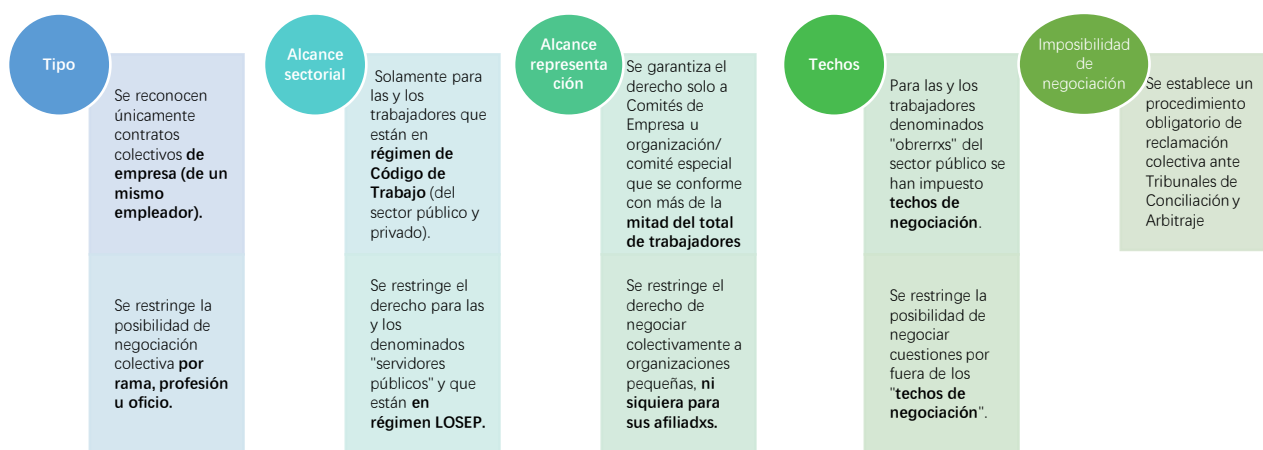 Tipo
Se reconocen
únicamente
contratos
colectivos de
empresa (de un
mismo
empleador).
Se restringe la
posibilidad de
negociación
colectiva por
rama, profesión
u oficio.
Alcance
sectorial
Solamente para
las y los
trabajadores que
están en
régimen de
Código de
Trabajo (del
sector público y
privado).
Se restringe el
derecho para las
y los
denominados
"servidores
públicos" y que
están en
régimen LOSEP.
Alcance
representa
ción
Se garantiza el
derecho solo a
Comités de
Empresa u
organización/
comité especial
que se conforme
con más de la
mitad del total
de trabajadores
Se restringe el
derecho de
negociar
colectivamente a
organizaciones
pequeñas, ni
siquiera para
sus afiliadxs.
Techos
Para las y los
trabajadores
denominados
"obrerrxs" del
sector público se
han impuesto
techos de
negociación.
Se restringe la
posibilidad de
negociar
cuestiones por
fuera de los
"techos de
negociación".
Imposibilidad
de
negociación
Se establece un
procedimiento
obligatorio de
reclamación
colectiva ante
Tribunales de
Conciliación y
Arbitraje